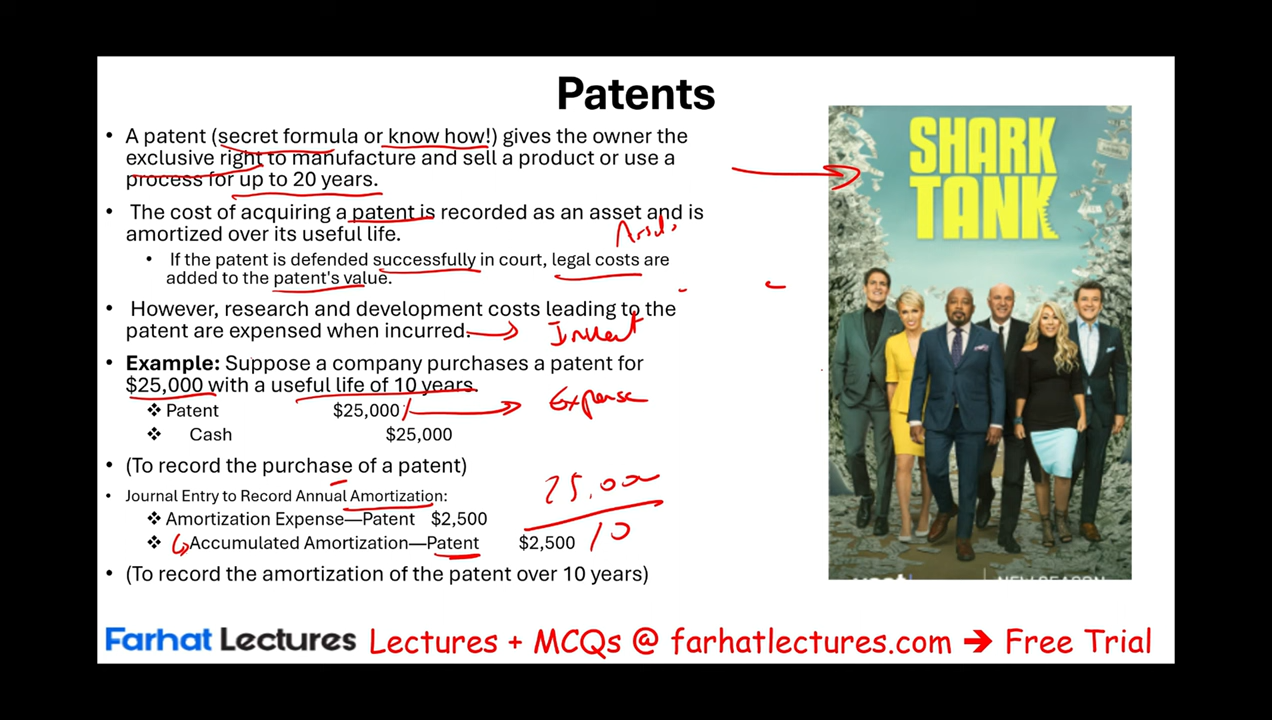 Patents
• A patent (secret formula or know how!) gives the owner the
exclusive right to manufacture and sell a product or use a
process for up to 20 years.
• The cost of acquiring a patent is recorded as an asset and is
amortized over its useful life.
• If the patent is defended successfully in court, legal costs are
added to the patent's value.
• However, research and development costs leading to the
patent are expensed when incurred.
• Example: Suppose a company purchases a patent for
$25,000 with a useful life of 10 years.
❖ Patent $25,000
Expense
❖ Cash $25,000
• (To record the purchase of a patent)
25,000
• Journal Entry to Record Annual Amortization:
❖ Amortization Expense—Patent $2,500
10
❖ Accumulated Amortization—Patent $2,500
• (To record the amortization of the patent over 10 years)
SHARK
TANK
NEW SEASON
Farhat Lectures Lectures + MCQs @ farhatlectures.com ➔ Free Trial